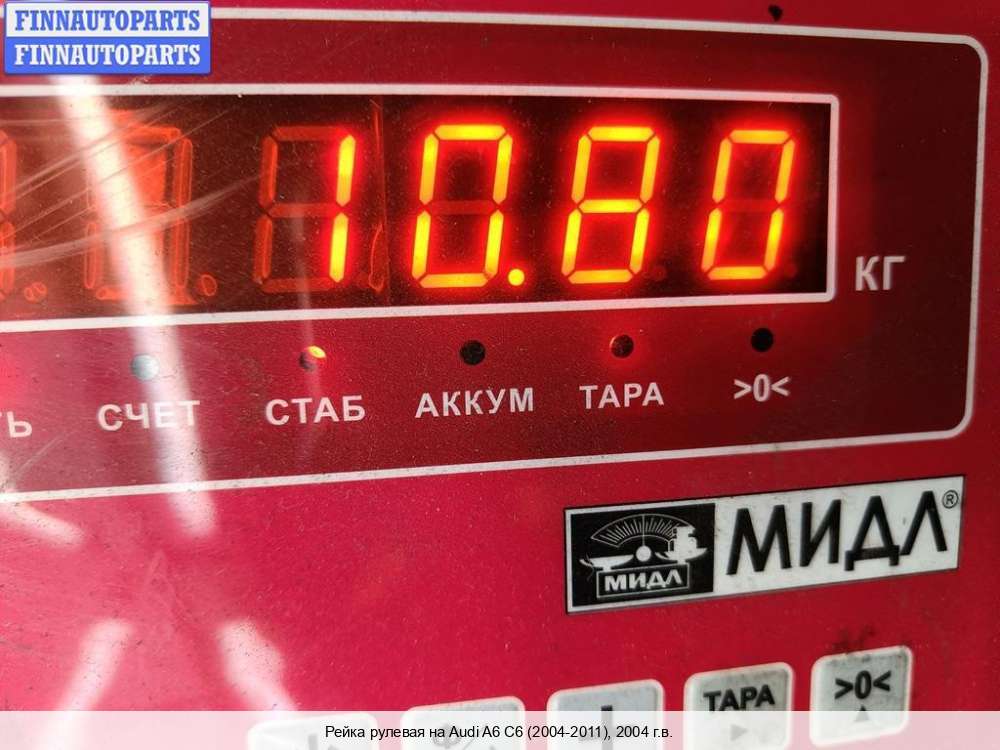 FINNAUTOPARTS
FINNAUTOPARTS
10.80
КГ
ТЬ СЧЕТ СТАБ АККУМ ТАРА >0<
МИДЛ МИДЛ®
ТАРА >0<
Рейка рулевая на Audi A6 C6 (2004-2011), 2004 г.в.